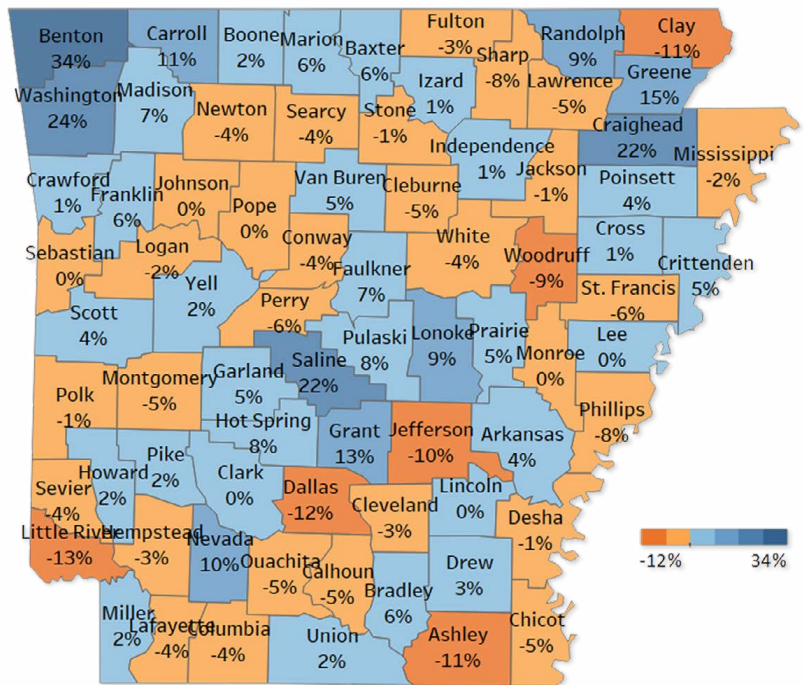 Benton
34%
Carroll
11%
Boone
2%
Marion
6%
Baxter
6%
Fulton
-3%
Sharp
-8%
Randolph
9%
Clay
-11%
Greene
15%
Washington
24%
Madison
7%
Newton
-4%
Searcy
-4%
Stone
-1%
Izard
1%
Lawrence
-5%
Independence
1%
Jackson
-1%
Craighead
22%
Mississippi
-2%
Crawford
1%
Franklin
6%
Johnson
0%
Pope
0%
Van Buren
5%
Cleburne
-5%
Poinsett
4%
Sebastian
0%
Logan
-2%
Conway
-4%
Faulkner
7%
White
-4%
Woodruff
-9%
Cross
1%
Crittenden
5%
Scott
4%
Yell
2%
Perry
-6%
St. Francis
-6%
Pulaski
8%
Lonoke
9%
Prairie
5%
Monroe
0%
Lee
0%
Polk
-1%
Montgomery
-5%
Garland
5%
Saline
22%
Hot Spring
8%
Grant
13%
Jefferson
-10%
Arkansas
4%
Phillips
-8%
Sevier
-4%
Howard
2%
Pike
2%
Clark
0%
Dallas
-12%
Cleveland
-3%
Lincoln
0%
Desha
-1%
Little River
-13%
Hempstead
-3%
Nevada
10%
Ouachita
-5%
Calhoun
-5%
Bradley
6%
Drew
3%
Miller
2%
Lafayette
-4%
Columbia
-4%
Union
2%
Ashley
-11%
Chicot
-5%
-12%
34%